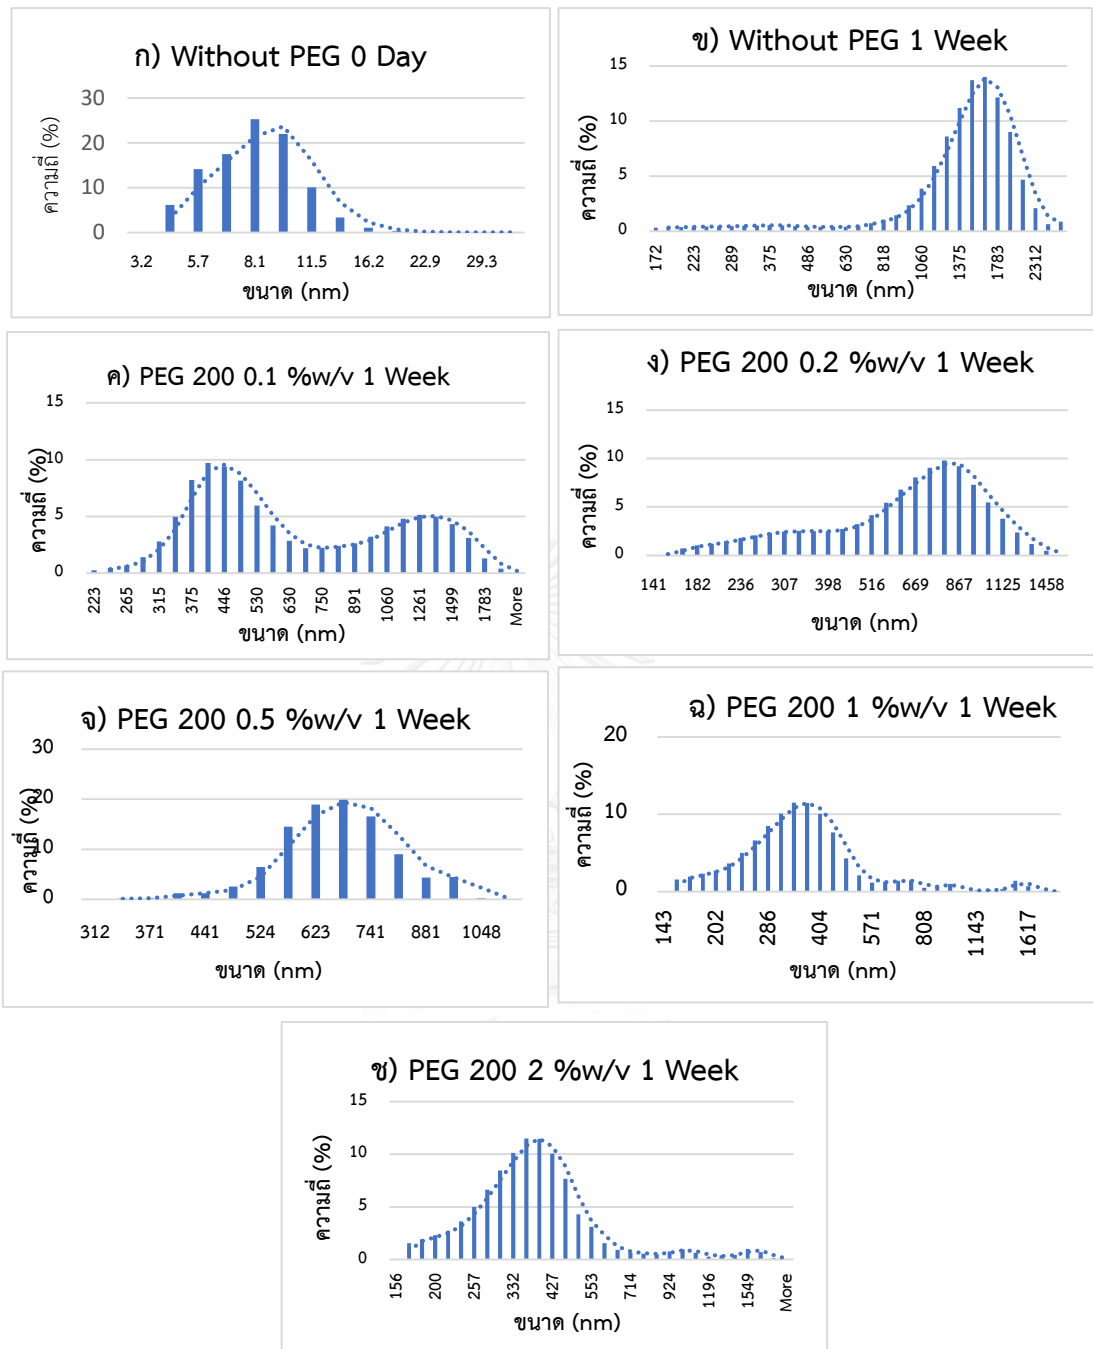 ก) Without PEG 0 Day
ความถี่ (%)
30
20
10
0
3.2 5.7 8.1 11.5 16.2 22.9 29.3
ขนาด (nm)
ข) Without PEG 1 Week
ความถี่ (%)
15
10
5
0
172 223 289 375 486 630 818 1060 1375 1783 2312
ขนาด (nm)
ค) PEG 200 0.1 %w/v 1 Week
ความถี่ (%)
15
10
5
0
223 265 315 375 446 530 630 750 891 1060 1261 1499 1783 More
ขนาด (nm)
ง) PEG 200 0.2 %w/v 1 Week
ความถี่ (%)
15
10
5
0
141 182 236 307 398 516 669 867 1125 1458
ขนาด (nm)
จ) PEG 200 0.5 %w/v 1 Week
ความถี่ (%)
30
20
10
0
312 371 441 524 623 741 881 1048
ขนาด (nm)
ฉ) PEG 200 1 %w/v 1 Week
ความถี่ (%)
20
10
0
143 202 286 404 571 808 1143 1617
ขนาด (nm)
ช) PEG 200 2 %w/v 1 Week
ความถี่ (%)
15
10
5
0
156 200 257 332 427 553 714 924 1196 1549 More
ขนาด (nm)